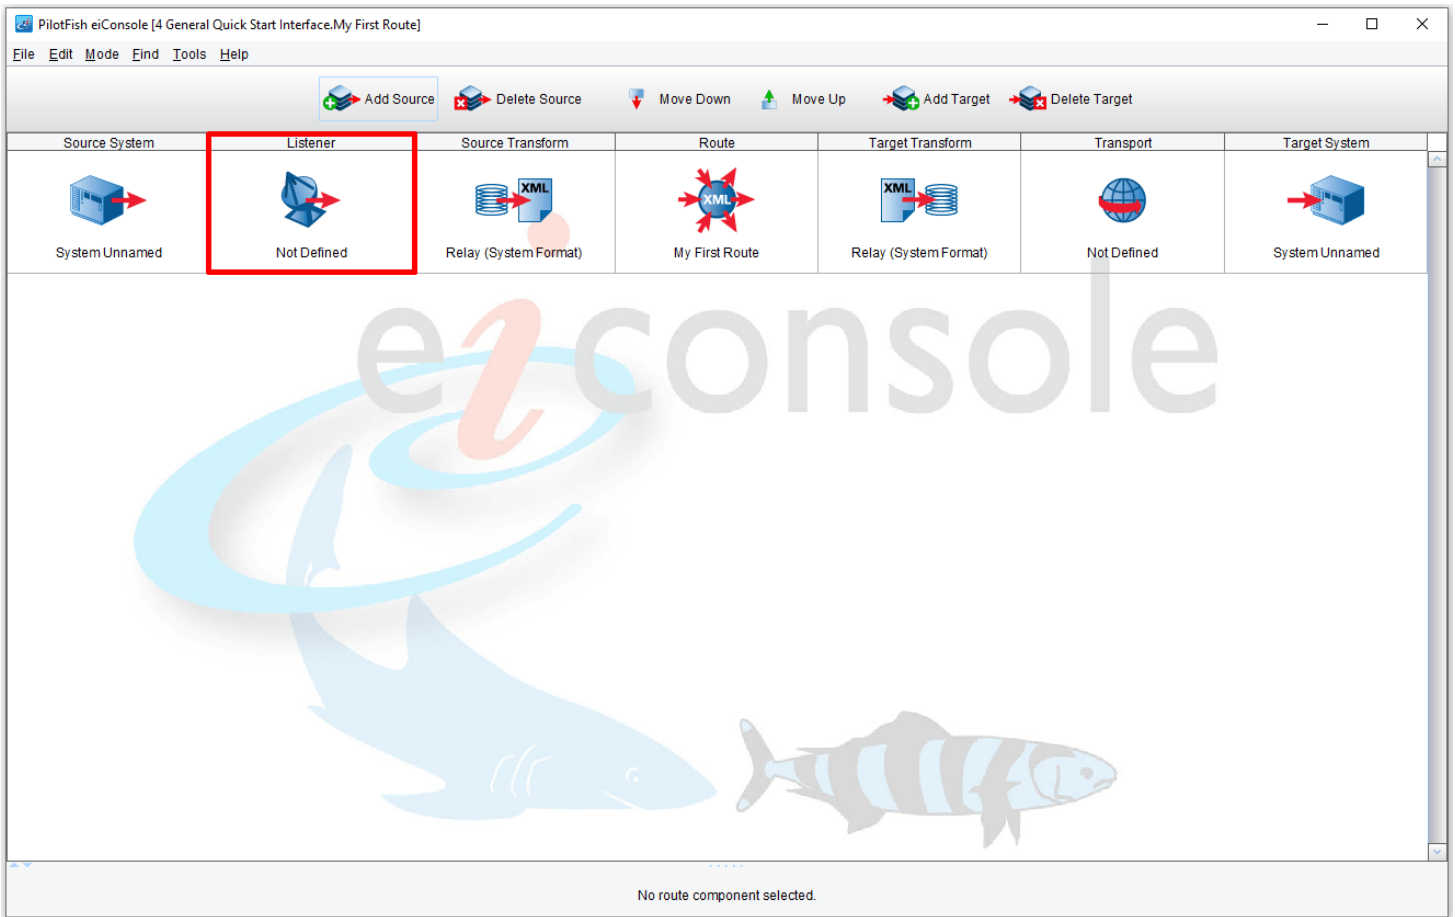 PilotFish eiConsole [4 General Quick Start Interface.My First Route]
File Edit Mode Find Tools Help
Add Source Delete Source Move Down Move Up Add Target Delete Target
Source System Listener Source Transform Route Target Transform Transport Target System
XML XML XML
System Unnamed Not Defined Relay (System Format) My First Route Relay (System Format) Not Defined System Unnamed
eiconsole
No route component selected.